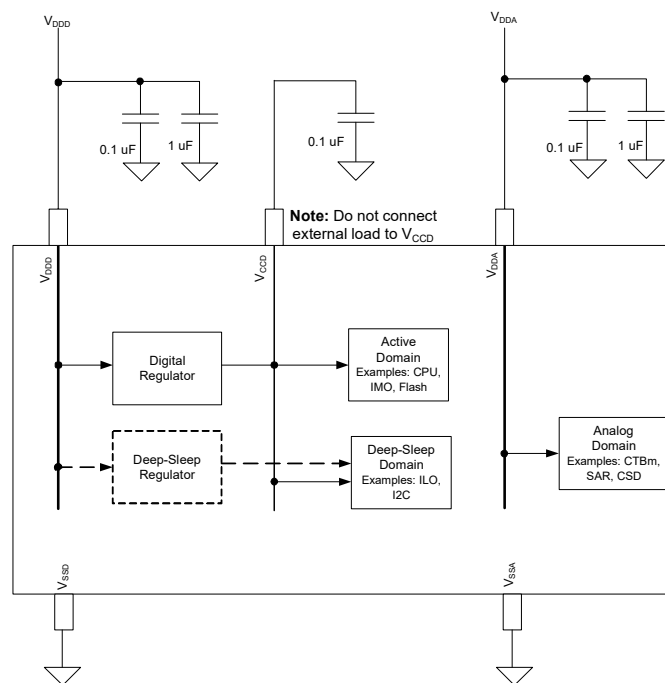 VDDD
VDDA
0.1 uF
1 uF
0.1 uF
0.1 uF
1 uF
Note: Do not connect
external load to VCCD
VDDD
VCCD
VDDA
Digital
Regulator
Active
Domain
Examples: CPU,
IMO, Flash
Deep-Sleep
Regulator
Deep-Sleep
Domain
Examples: ILO,
I2C
Analog
Domain
Examples: CTBm,
SAR, CSD
VSSD
VSSA